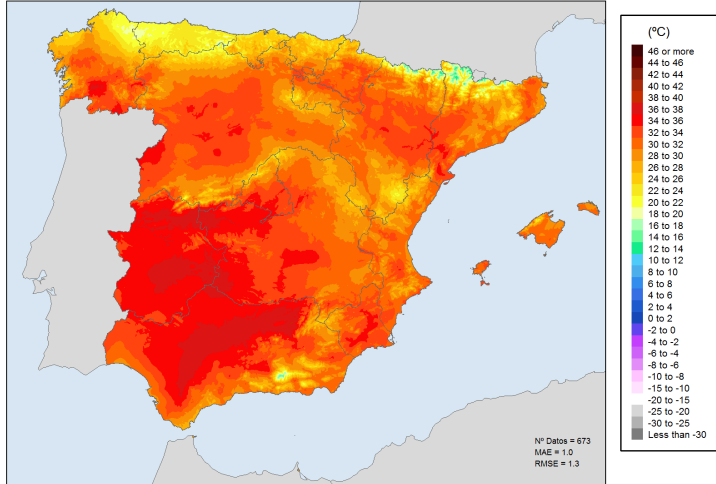 (ºC)
46 or more
44 to 46
42 to 44
40 to 42
38 to 40
36 to 38
34 to 36
32 to 34
30 to 32
28 to 30
26 to 28
24 to 26
22 to 24
20 to 22
18 to 20
16 to 18
14 to 16
12 to 14
10 to 12
8 to 10
6 to 8
4 to 6
2 to 4
0 to 2
-2 to 0
-4 to -2
-6 to -4
-8 to -6
-10 to -8
-15 to -10
-20 to -15
-25 to -20
-30 to -25
Less than -30
Nº Datos = 673
MAE = 1.0
RMSE = 1.3